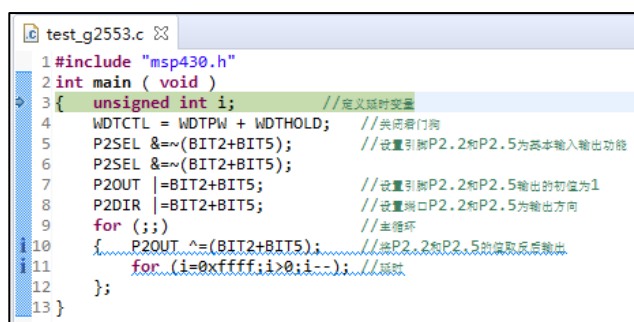 test_g2553.c
1 #include "msp430.h"
2 int main ( void )
3 {   unsigned int i;          //定义延时变量
4     WDTCTL = WDTPW + WDTHOLD;   //关闭看门狗
5     P2SEL &=~(BIT2+BIT5);       //设置引脚P2.2和P2.5为基本输入输出功能
6     P2SEL &=~(BIT2+BIT5);
7     P2OUT |=BIT2+BIT5;          //设置引脚P2.2和P2.5输出的初值为1
8     P2DIR |=BIT2+BIT5;          //设置端口P2.2和P2.5为输出方向
9     for (;;)                    //主循环
10    {   P2OUT ^=(BIT2+BIT5);    //将P2.2和P2.5的值取反后输出
11        for (i=0xffff;i>0;i--); //延时
12    };
13 }